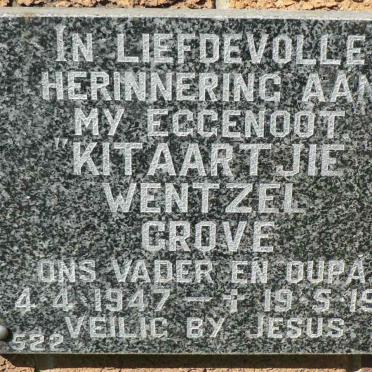 IN LIEFDEVOLLE
HERINNERING AAN
MY EGGENOOT
"KITAARTJIE"
WENTZEL
GROVE
ONS VADER EN OUPA
4·4·1947 — + 19·5·19
VEILIG BY JESUS
522